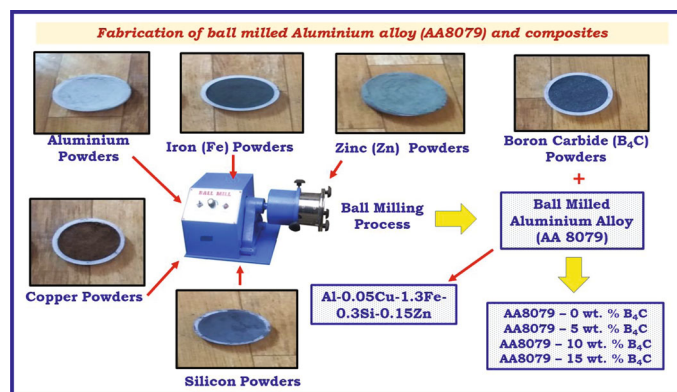 Fabrication of ball milled Aluminium alloy (AA8079) and composites
Aluminium
Powders
Iron (Fe) Powders
Zinc (Zn) Powders
Boron Carbide (B₄C)
Powders
+
BALL MILL
Ball Milling
Process
Ball Milled
Aluminium Alloy
(AA 8079)
Copper Powders
Al-0.05Cu-1.3Fe-
0.3Si-0.15Zn
Silicon Powders
AA8079 – 0 wt. % B₄C
AA8079 – 5 wt. % B₄C
AA8079 – 10 wt. % B₄C
AA8079 – 15 wt. % B₄C